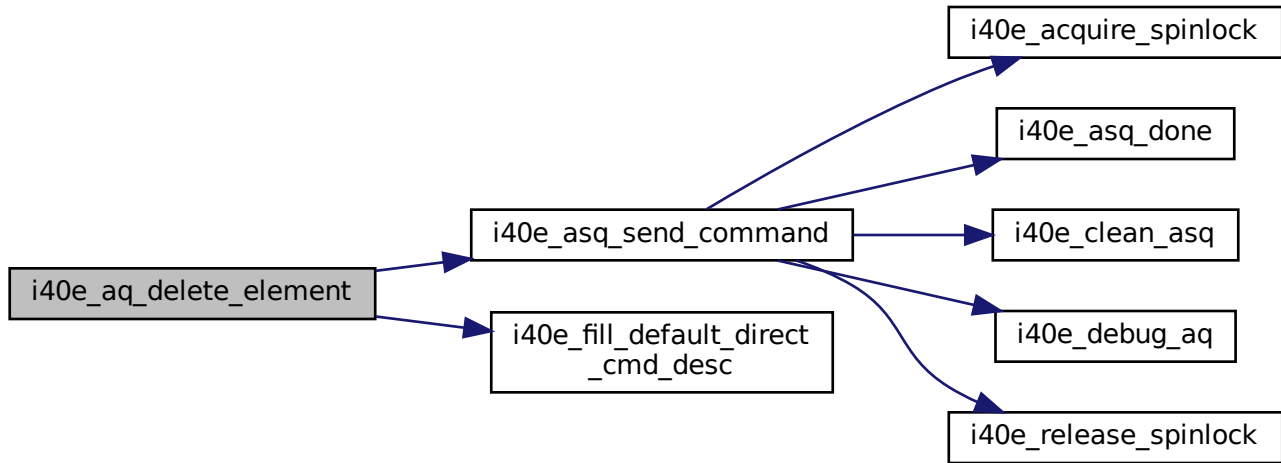 i40e_acquire_spinlock
i40e_asq_done
i40e_asq_send_command
i40e_clean_asq
i40e_aq_delete_element
i40e_debug_aq
i40e_fill_default_direct
_cmd_desc
i40e_release_spinlock